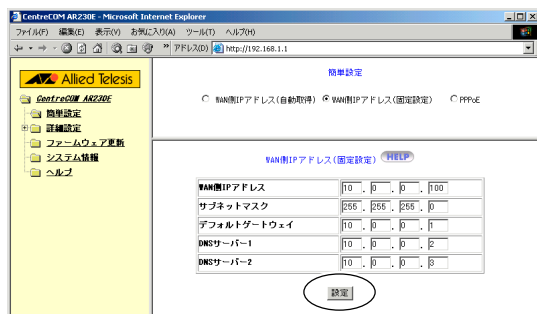 CentreCOM AR230E - Microsoft Internet Explorer
ファイル(F) 編集(E) 表示(V) お気に入り(A) ツール(T) ヘルプ(H)
» アドレス(D) http://192.168.1.1
Allied Telesis
CentreCOM AR230E
簡単設定
詳細設定
ファームウェア更新
システム情報
ヘルプ
簡単設定
WAN側IPアドレス(自動取得) WAN側IPアドレス(固定設定) PPPoE
WAN側IPアドレス(固定設定) HELP
WAN側IPアドレス 10 . 0 . 0 . 100
サブネットマスク 255 . 255 . 255 . 0
デフォルトゲートウェイ 10 . 0 . 0 . 1
DNSサーバー1 10 . 0 . 0 . 2
DNSサーバー2 10 . 0 . 0 . 3
設定